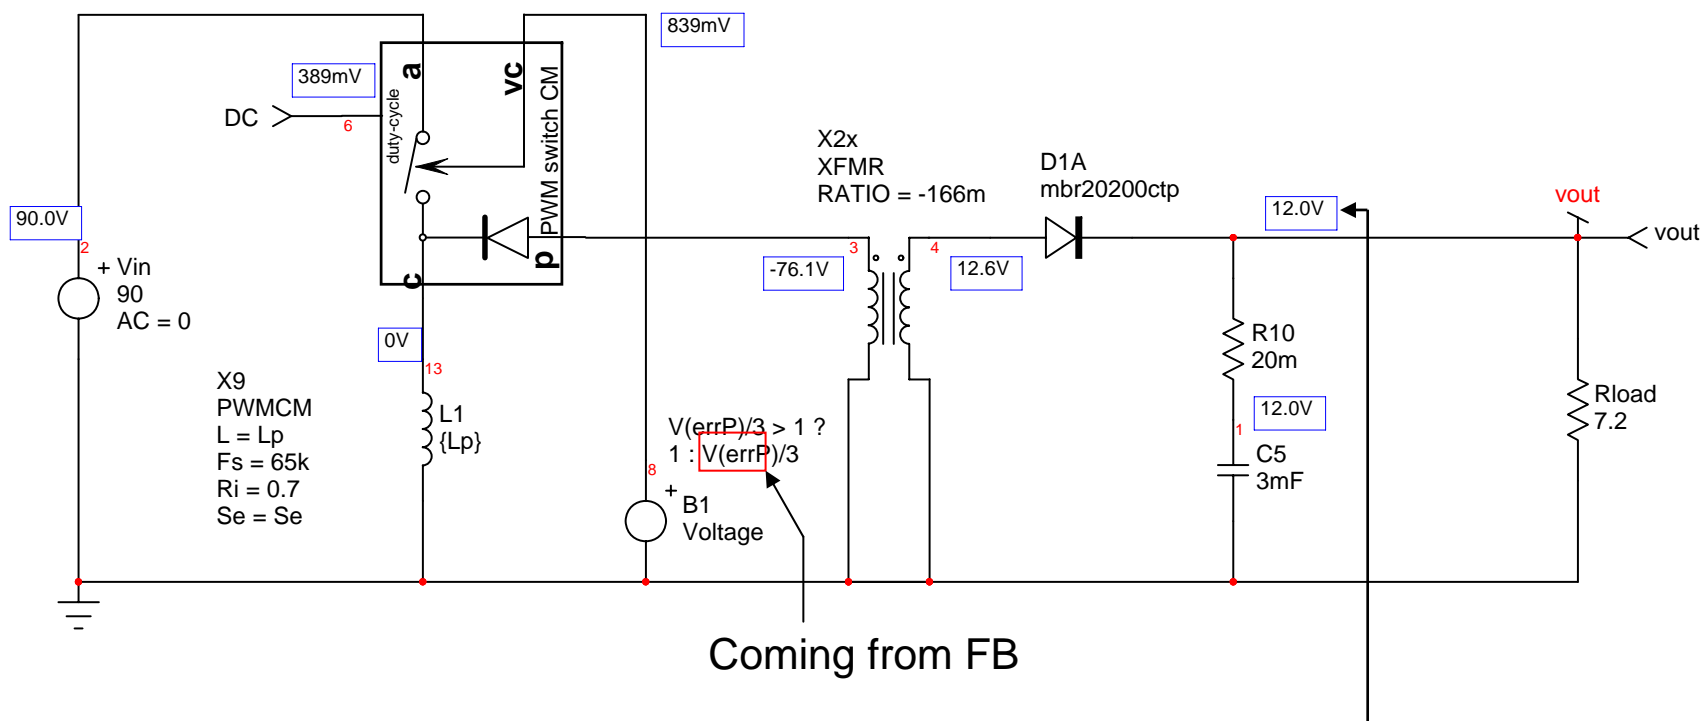 839mV
389mV
a
vc
DC
6
duty-cycle
PWM switch CM
X2x
XFMR
RATIO = -166m
D1A
mbr20200ctp
vout
90.0V
12.0V
vout
2
p
3
4
+ Vin
90
AC = 0
c
-76.1V
12.6V
0V
R10
20m
13
X9
PWMCM
L = Lp
Fs = 65k
Ri = 0.7
Se = Se
L1
{Lp}
V(errP)/3 > 1 ?
1 : V(errP)/3
12.0V
1
Rload
7.2
8
C5
3mF
+
B1
Voltage
Coming from FB